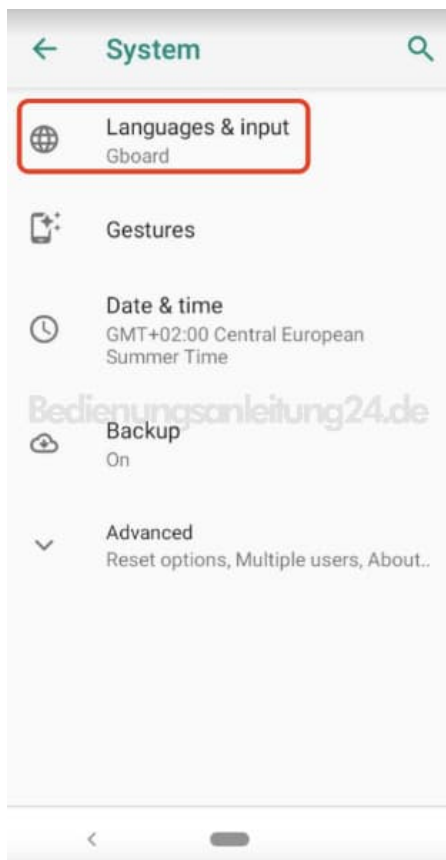 System
Languages & input
Gboard
Gestures
Date & time
GMT+02:00 Central European
Summer Time
Bedienungsanleitung24.de
Backup
On
Advanced
Reset options, Multiple users, About..